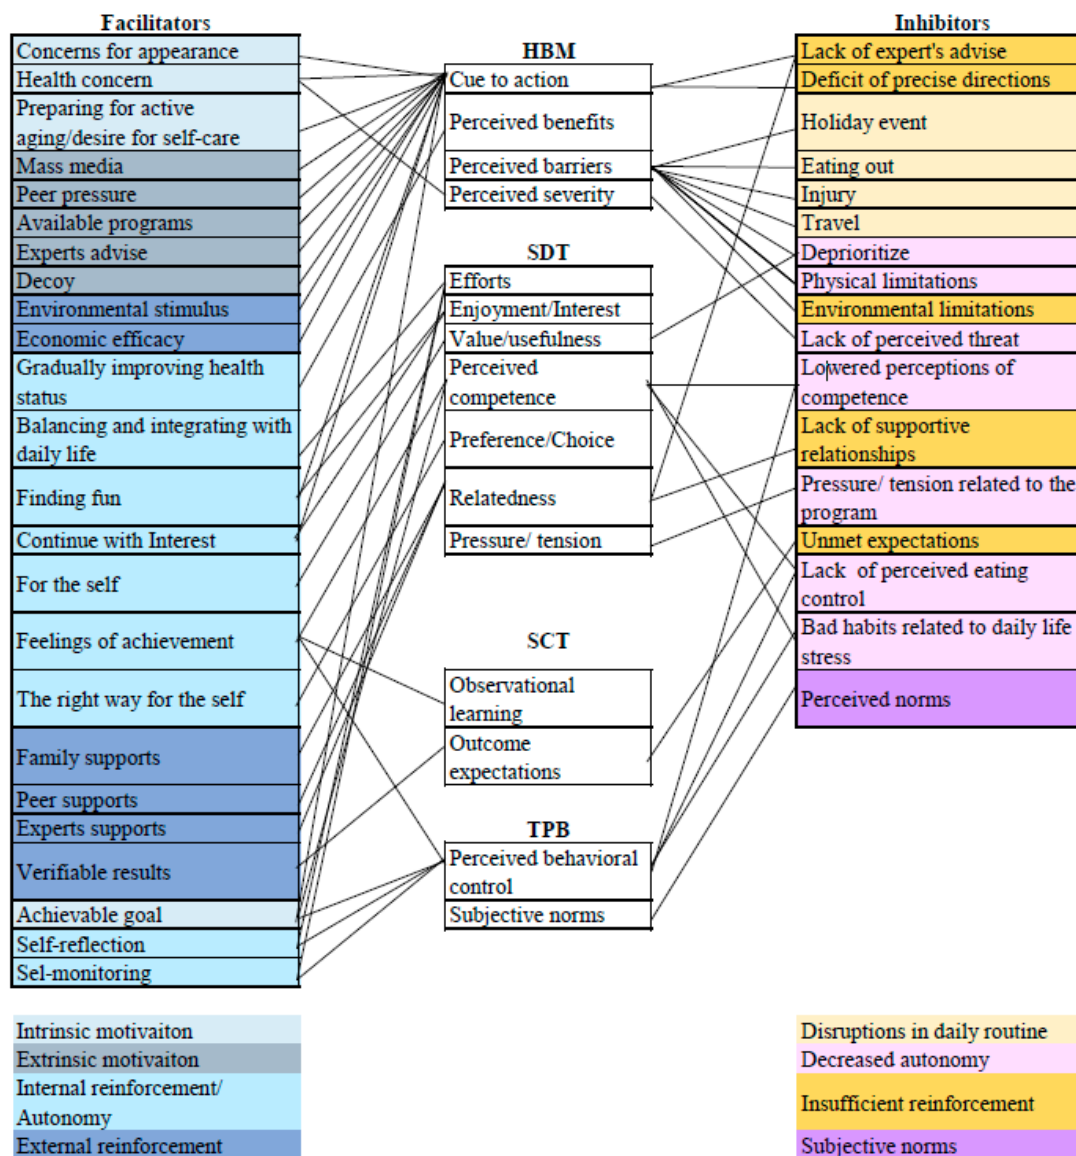 Facilitators
Concerns for appearance
Health concern
Preparing for active
aging/desire for self-care
Mass media
Peer pressure
Available programs
Experts advise
Decoy
Environmental stimulus
Economic efficacy
Gradually improving health
status
Balancing and integrating with
daily life
Finding fun
Continue with Interest
For the self
Feelings of achievement
The right way for the self
Family supports
Peer supports
Experts supports
Verifiable results
Achievable goal
Self-reflection
Sel-monitoring
HBM
Cue to action
Perceived benefits
Perceived barriers
Perceived severity
SDT
Efforts
Enjoyment/Interest
Value/usefulness
Perceived
competence
Preference/Choice
Relatedness
Pressure/ tension
SCT
Observational
learning
Outcome
expectations
TPB
Perceived behavioral
control
Subjective norms
Inhibitors
Lack of expert's advise
Deficit of precise directions
Holiday event
Eating out
Injury
Travel
Deprioritize
Physical limitations
Environmental limitations
Lack of perceived threat
Lowered perceptions of
competence
Lack of supportive
relationships
Pressure/ tension related to the
program
Unmet expectations
Lack of perceived eating
control
Bad habits related to daily life
stress
Perceived norms
Intrinsic motivaiton
Extrinsic motivaiton
Internal reinforcement/
Autonomy
External reinforcement
Disruptions in daily routine
Decreased autonomy
Insufficient reinforcement
Subjective norms